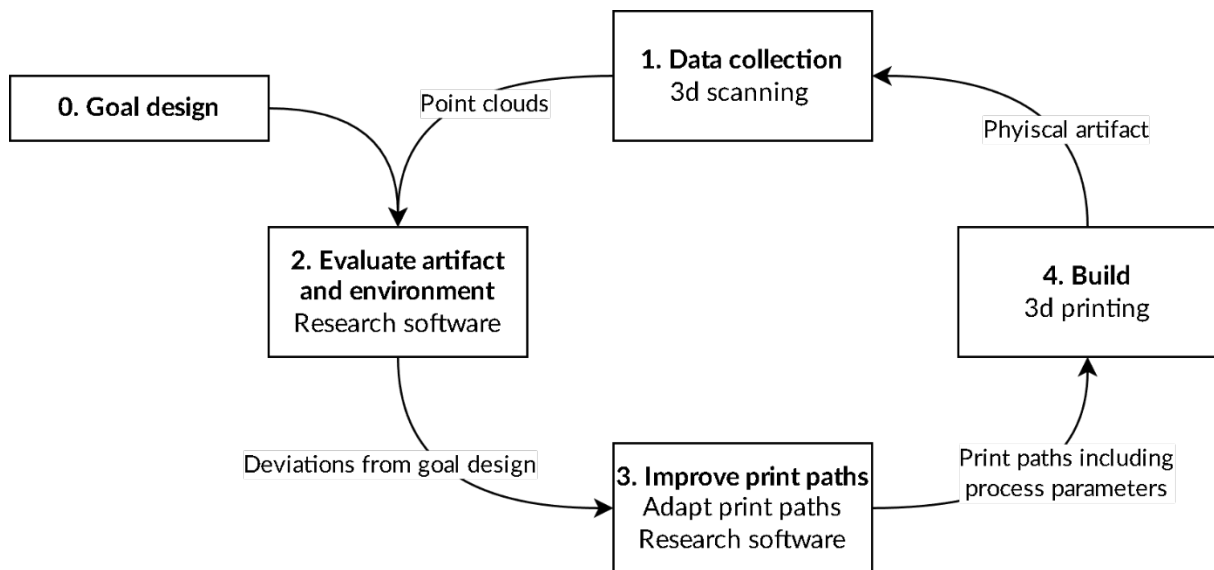 0. Goal design
1. Data collection
3d scanning
Point clouds
Phyiscal artifact
2. Evaluate artifact
and environment
Research software
4. Build
3d printing
Deviations from goal design
3. Improve print paths
Adapt print paths
Research software
Print paths including
process parameters